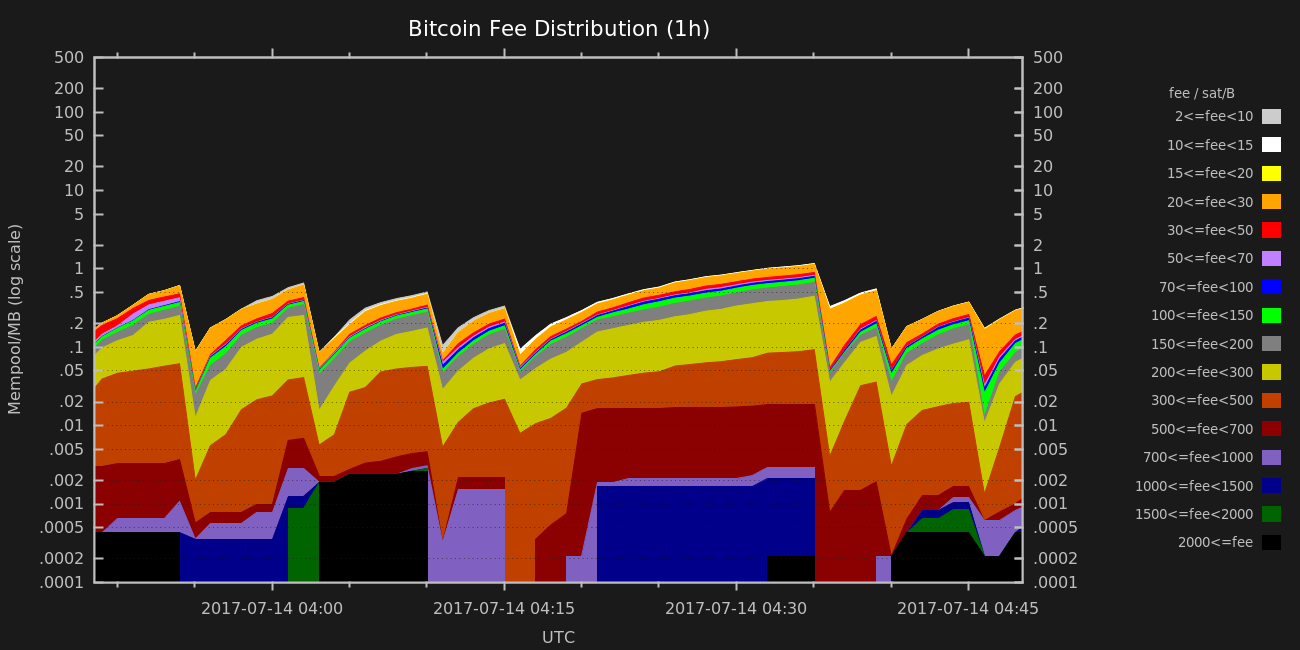 Bitcoin Fee Distribution (1h)
500 500
200 200
100 100
50 50
20 20
10 10
5 5
2 2
1 1
.5 .5
.2 .2
.1 .1
.05 .05
.02 .02
.01 .01
.005 .005
.002 .002
.001 .001
.0005 .0005
.0002 .0002
.0001 .0001
Mempool/MB (log scale)
2017-07-14 04:00 2017-07-14 04:15 2017-07-14 04:30 2017-07-14 04:45
UTC
fee / sat/B
2<=fee<10
10<=fee<15
15<=fee<20
20<=fee<30
30<=fee<50
50<=fee<70
70<=fee<100
100<=fee<150
150<=fee<200
200<=fee<300
300<=fee<500
500<=fee<700
700<=fee<1000
1000<=fee<1500
1500<=fee<2000
2000<=fee